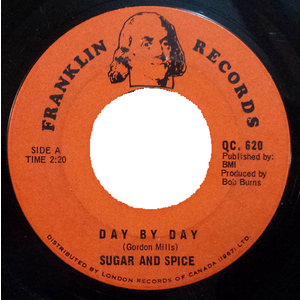 FRANKLIN RECORDS
SIDE A
TIME 2:20
QC. 620
Published by:
BMI
Produced by
Bob Burns
DAY BY DAY
(Gordon Mills)
SUGAR AND SPICE
DISTRIBUTED BY LONDON RECORDS OF CANADA (1967) LTD.